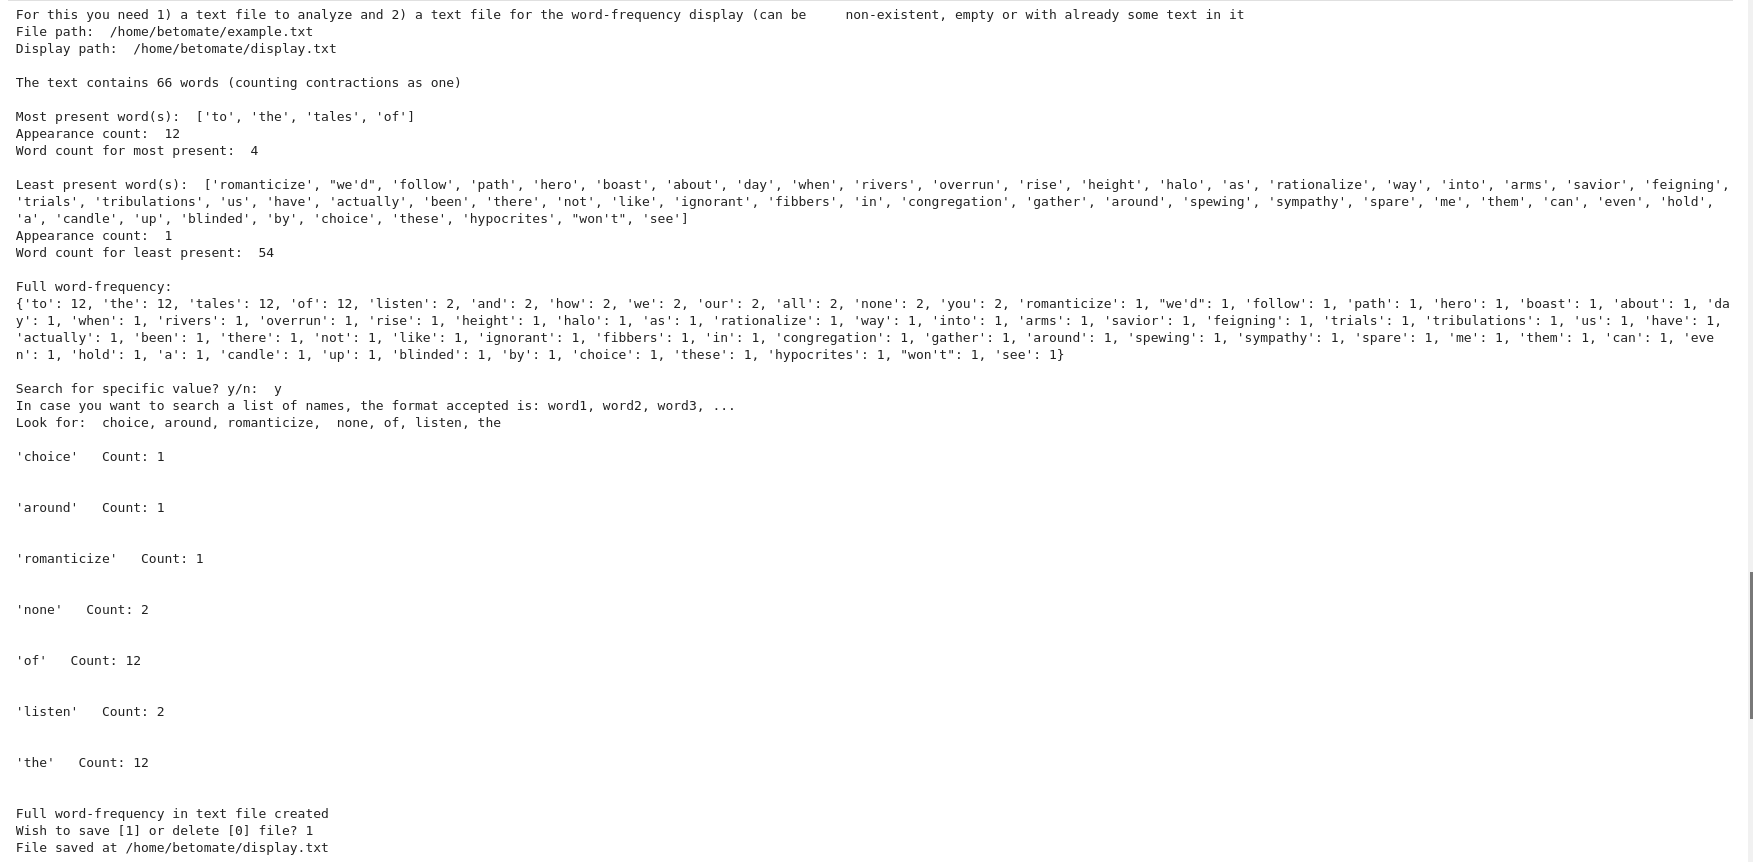 For this you need 1) a text file to analyze and 2) a text file for the word-frequency display (can be     non-existent, empty or with already some text in it
File path:  /home/betomate/example.txt
Display path:  /home/betomate/display.txt
The text contains 66 words (counting contractions as one)
Most present word(s):  ['to', 'the', 'tales', 'of']
Appearance count:  12
Word count for most present:  4
Least present word(s):  ['romanticize', "we'd", 'follow', 'path', 'hero', 'boast', 'about', 'day', 'when', 'rivers', 'overrun', 'rise', 'height', 'halo', 'as', 'rationalize', 'way', 'into', 'arms', 'savior', 'feigning',
'trials', 'tribulations', 'us', 'have', 'actually', 'been', 'there', 'not', 'like', 'ignorant', 'fibbers', 'in', 'congregation', 'gather', 'around', 'spewing', 'sympathy', 'spare', 'me', 'them', 'can', 'even', 'hold',
'a', 'candle', 'up', 'blinded', 'by', 'choice', 'these', 'hypocrites', "won't", 'see']
Appearance count:  1
Word count for least present:  54
Full word-frequency:
{'to': 12, 'the': 12, 'tales': 12, 'of': 12, 'listen': 2, 'and': 2, 'how': 2, 'we': 2, 'our': 2, 'all': 2, 'none': 2, 'you': 2, 'romanticize': 1, "we'd": 1, 'follow': 1, 'path': 1, 'hero': 1, 'boast': 1, 'about': 1, 'da
y': 1, 'when': 1, 'rivers': 1, 'overrun': 1, 'rise': 1, 'height': 1, 'halo': 1, 'as': 1, 'rationalize': 1, 'way': 1, 'into': 1, 'arms': 1, 'savior': 1, 'feigning': 1, 'trials': 1, 'tribulations': 1, 'us': 1, 'have': 1,
'actually': 1, 'been': 1, 'there': 1, 'not': 1, 'like': 1, 'ignorant': 1, 'fibbers': 1, 'in': 1, 'congregation': 1, 'gather': 1, 'around': 1, 'spewing': 1, 'sympathy': 1, 'spare': 1, 'me': 1, 'them': 1, 'can': 1, 'eve
n': 1, 'hold': 1, 'a': 1, 'candle': 1, 'up': 1, 'blinded': 1, 'by': 1, 'choice': 1, 'these': 1, 'hypocrites': 1, "won't": 1, 'see': 1}
Search for specific value? y/n:  y
In case you want to search a list of names, the format accepted is: word1, word2, word3, ...
Look for:  choice, around, romanticize,  none, of, listen, the
'choice'   Count: 1
'around'   Count: 1
'romanticize'   Count: 1
'none'   Count: 2
'of'   Count: 12
'listen'   Count: 2
'the'   Count: 12
Full word-frequency in text file created
Wish to save [1] or delete [0] file? 1
File saved at /home/betomate/display.txt